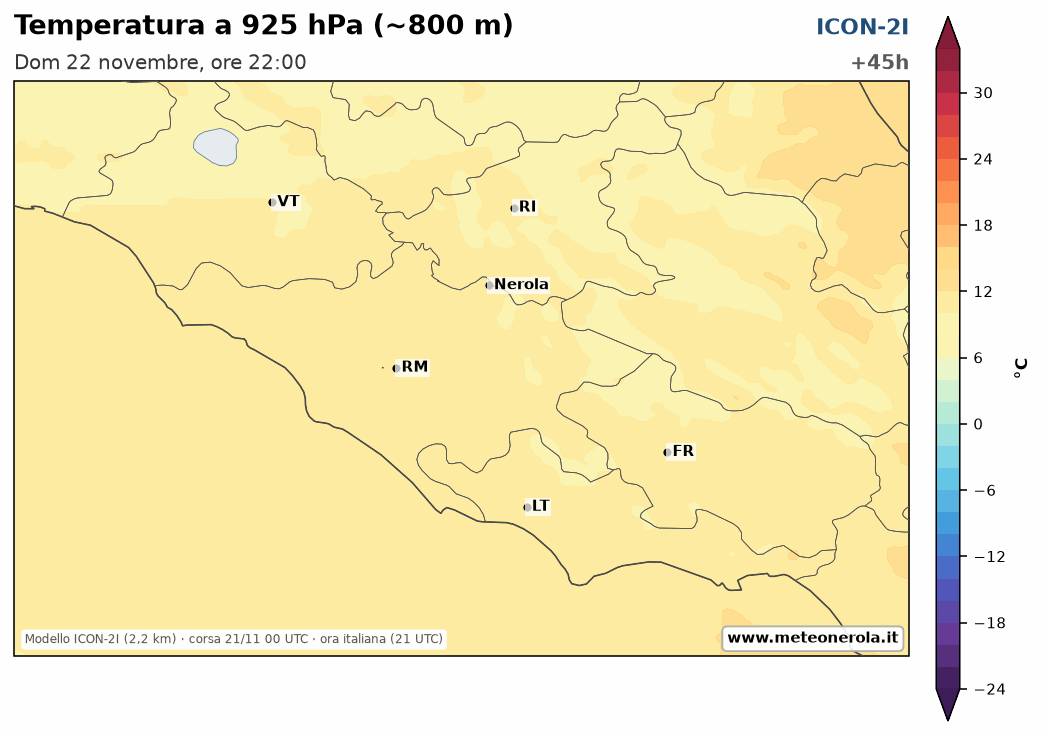 Temperatura a 925 hPa (~800 m)
ICON-2I
Dom 22 novembre, ore 22:00
+45h
VT
RI
Nerola
RM
FR
LT
Modello ICON-2I (2,2 km) · corsa 21/11 00 UTC · ora italiana (21 UTC)
www.meteonerola.it
30
24
18
12
6
0
−6
−12
−18
−24
°C